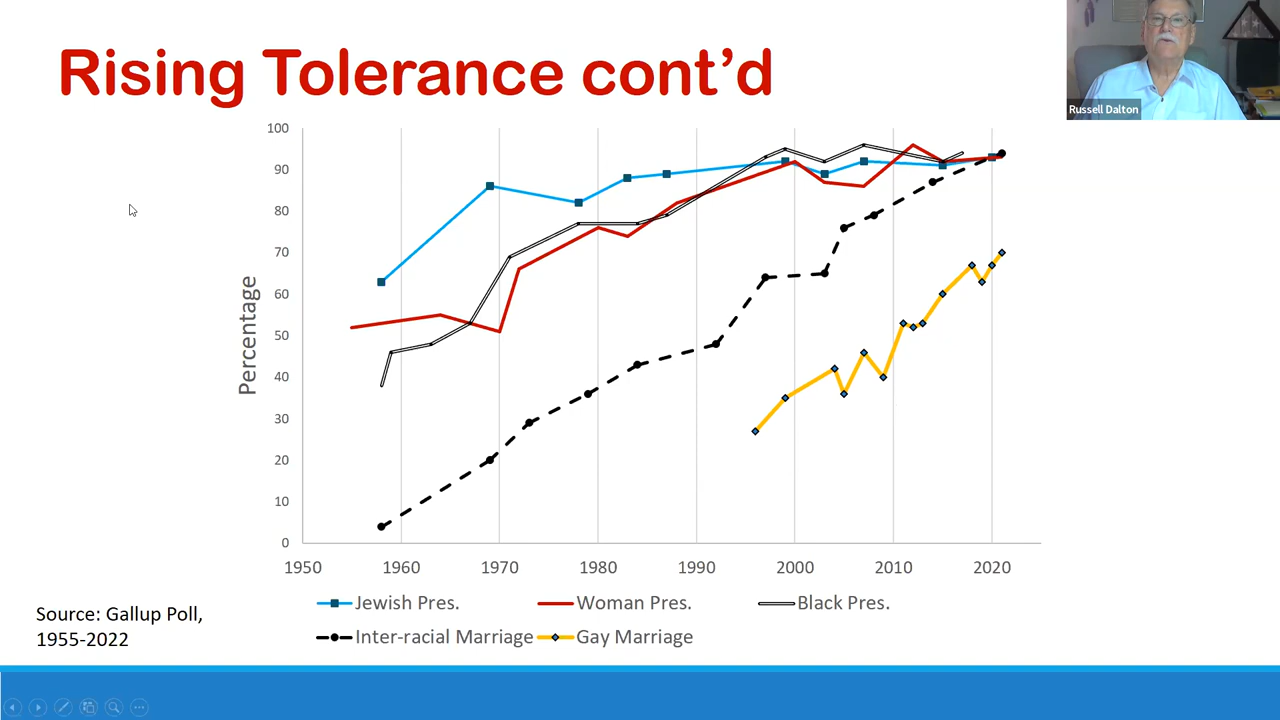 Rising Tolerance cont’d
Russell Dalton
Percentage
100
90
80
70
60
50
40
30
20
10
0
1950 1960 1970 1980 1990 2000 2010 2020
Jewish Pres. Woman Pres. Black Pres.
Inter-racial Marriage Gay Marriage
Source: Gallup Poll,
1955-2022